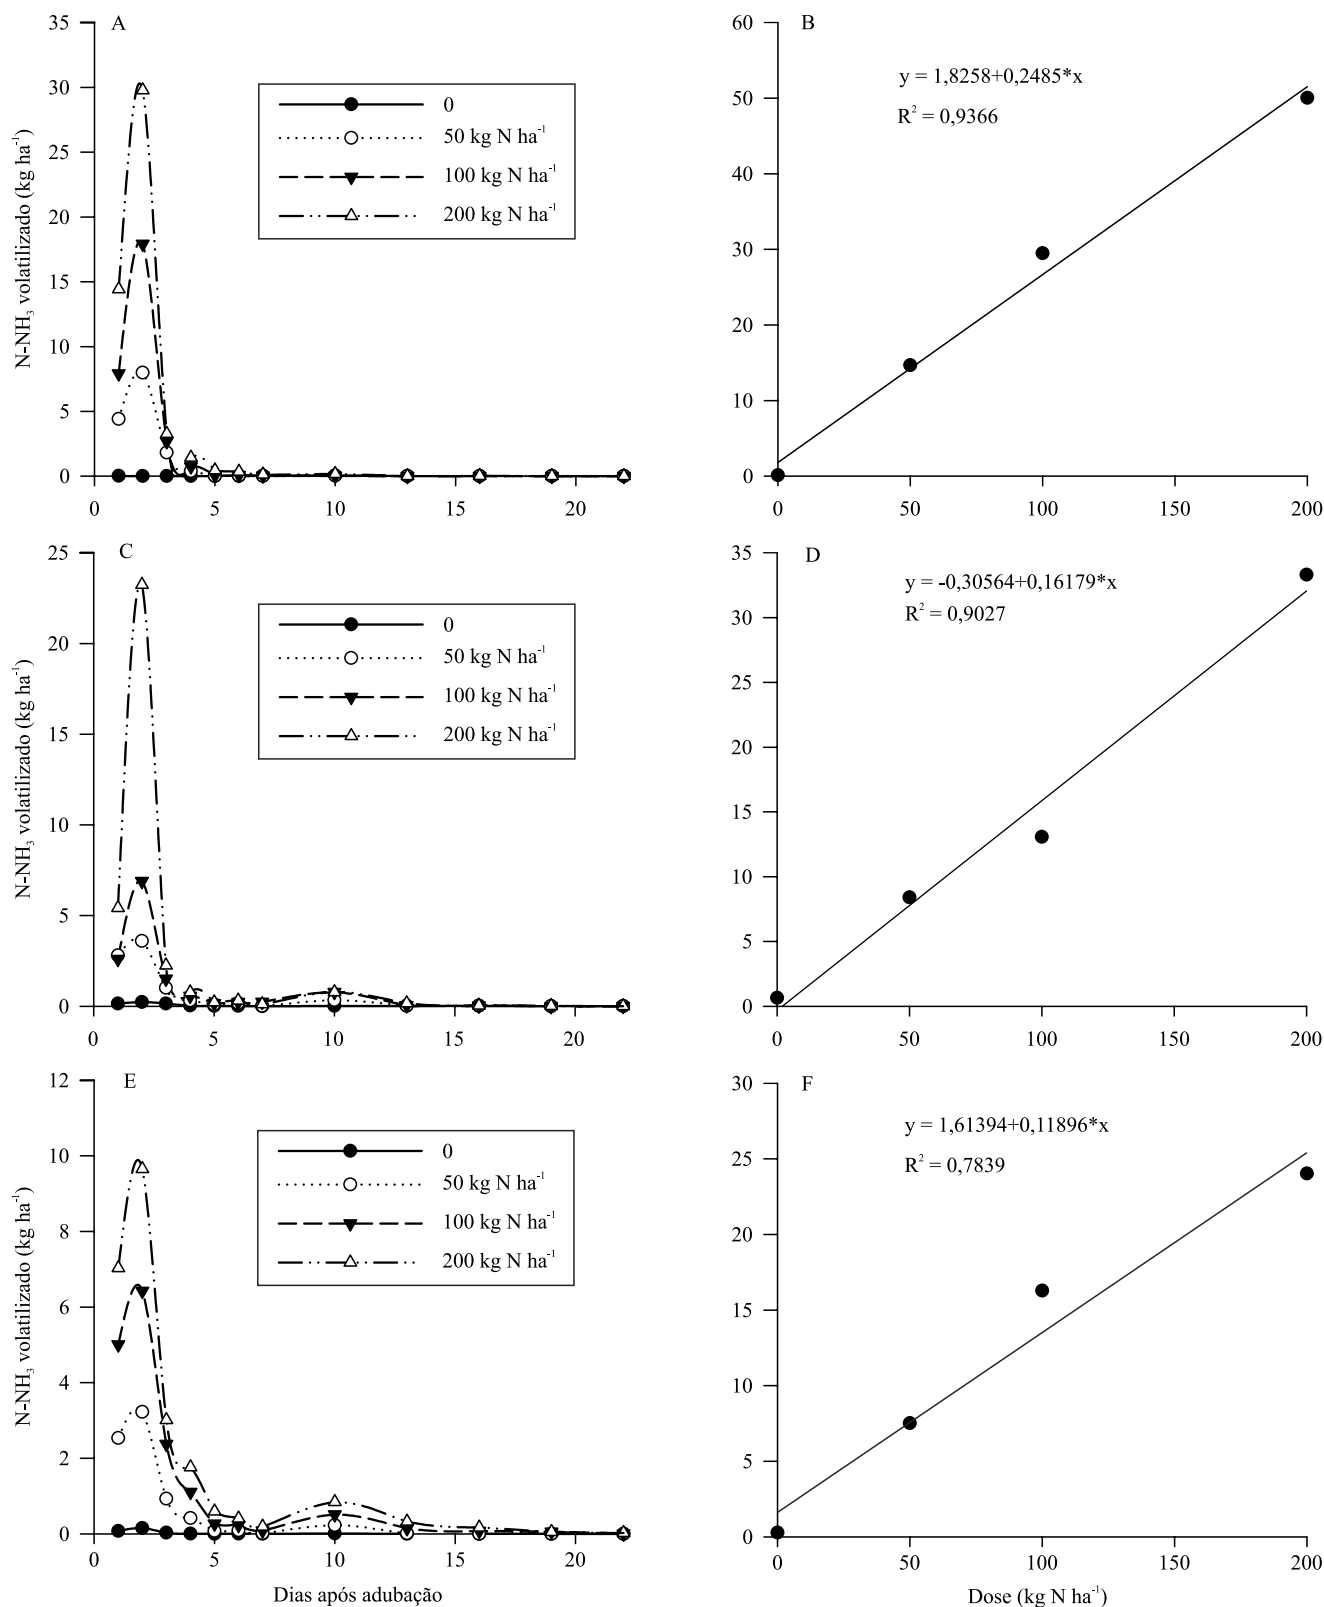 A
N-NH₃ volatilizado (kg ha⁻¹)
35
30
25
20
15
10
5
0
0
50 kg N ha⁻¹
100 kg N ha⁻¹
200 kg N ha⁻¹
0 5 10 15 20
B
60
50
40
30
20
10
0
y = 1,8258+0,2485*x
R² = 0,9366
0 50 100 150 200
C
N-NH₃ volatilizado (kg ha⁻¹)
25
20
15
10
5
0
0
50 kg N ha⁻¹
100 kg N ha⁻¹
200 kg N ha⁻¹
0 5 10 15 20
D
35
30
25
20
15
10
5
0
y = -0,30564+0,16179*x
R² = 0,9027
0 50 100 150 200
E
N-NH₃ volatilizado (kg ha⁻¹)
12
10
8
6
4
2
0
0
50 kg N ha⁻¹
100 kg N ha⁻¹
200 kg N ha⁻¹
0 5 10 15 20
Dias após adubação
F
30
25
20
15
10
5
0
y = 1,61394+0,11896*x
R² = 0,7839
0 50 100 150 200
Dose (kg N ha⁻¹)